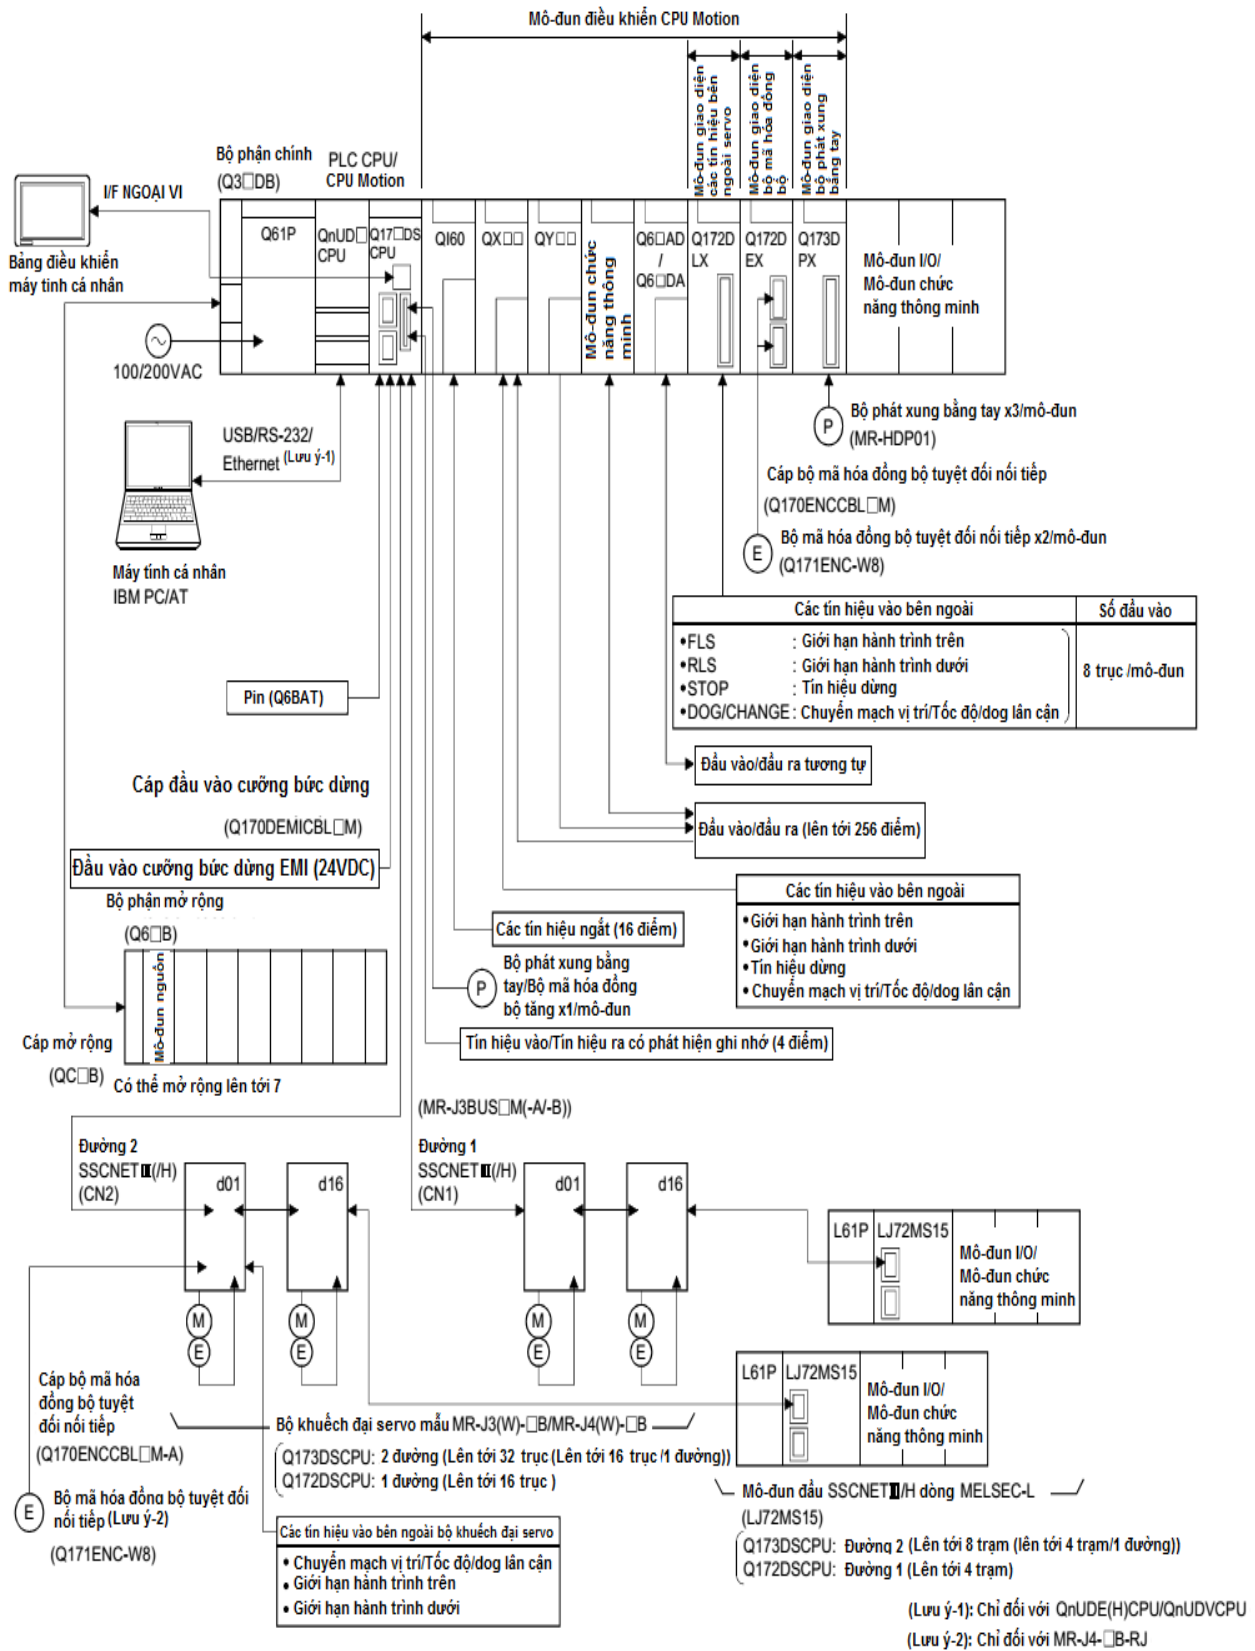 Mô-đun điều khiển CPU Motion
Mô-đun giao diện
các tín hiệu bên
ngoài servo
Mô-đun giao diện
bộ mã hóa đồng
bộ
Mô-đun giao diện
bộ phát xung
bằng tay
Bộ phận chính
(Q3□DB)
PLC CPU/
CPU Motion
I/F NGOẠI VI
Bảng điều khiển
máy tính cá nhân
Q61P
QnUD□
CPU
Q17□DS
CPU
QI60
QX□□
QY□□
Mô-đun chức
năng thông
minh
Q6□AD
/
Q6□DA
Q172D
LX
Q172D
EX
Q173D
PX
Mô-đun I/O/
Mô-đun chức
năng thông minh
100/200VAC
USB/RS-232/
Ethernet (Lưu ý-1)
Máy tính cá nhân
IBM PC/AT
P
Bộ phát xung bằng tay x3/mô-đun
(MR-HDP01)
Cáp bộ mã hóa đồng bộ tuyệt đối nối tiếp
(Q170ENCCBL□M)
E
Bộ mã hóa đồng bộ tuyệt đối nối tiếp x2/mô-đun
(Q171ENC-W8)
Các tín hiệu vào bên ngoài
Số đầu vào
•FLS : Giới hạn hành trình trên
•RLS : Giới hạn hành trình dưới
•STOP : Tín hiệu dừng
•DOG/CHANGE : Chuyển mạch vị trí/Tốc độ/dog lân cận
8 trục /mô-đun
Pin (Q6BAT)
Đầu vào/đầu ra tương tự
Cáp đầu vào cưỡng bức dừng
(Q170DEMICBL□M)
Đầu vào/đầu ra (lên tới 256 điểm)
Đầu vào cưỡng bức dừng EMI (24VDC)
Bộ phận mở rộng
(Q6□B)
Mô-đun nguồn
Các tín hiệu vào bên ngoài
• Giới hạn hành trình trên
• Giới hạn hành trình dưới
• Tín hiệu dừng
• Chuyển mạch vị trí/Tốc độ/dog lân cận
Các tín hiệu ngắt (16 điểm)
P
Bộ phát xung bằng
tay/Bộ mã hóa đồng
bộ tăng x1/mô-đun
Tín hiệu vào/Tín hiệu ra có phát hiện ghi nhớ (4 điểm)
Cáp mở rộng
(QC□B)
Có thể mở rộng lên tới 7
(MR-J3BUS□M(-A/-B))
Đường 2
SSCNETIII(/H)
(CN2)
d01
d16
Đường 1
SSCNETIII(/H)
(CN1)
d01
d16
M
E
M
E
M
E
M
E
L61P
LJ72MS15
Mô-đun I/O/
Mô-đun chức
năng thông minh
L61P
LJ72MS15
Mô-đun I/O/
Mô-đun chức
năng thông minh
Cáp bộ mã hóa
đồng bộ tuyệt
đối nối tiếp
(Q170ENCCBL□M-A)
Bộ khuếch đại servo mẫu MR-J3(W)-□B/MR-J4(W)-□B
Q173DSCPU: 2 đường (Lên tới 32 trục (Lên tới 16 trục /1 đường))
Q172DSCPU: 1 đường (Lên tới 16 trục )
E
Bộ mã hóa đồng bộ tuyệt đối
nối tiếp (Lưu ý-2)
(Q171ENC-W8)
Các tín hiệu vào bên ngoài bộ khuếch đại servo
• Chuyển mạch vị trí/Tốc độ/dog lân cận
• Giới hạn hành trình trên
• Giới hạn hành trình dưới
Mô-đun đầu SSCNETIII/H dòng MELSEC-L
(LJ72MS15)
Q173DSCPU: Đường 2 (Lên tới 8 trạm (lên tới 4 trạm/1 đường))
Q172DSCPU: Đường 1 (Lên tới 4 trạm)
(Lưu ý-1): Chỉ đối với QnUDE(H)CPU/QnUDVCPU
(Lưu ý-2): Chỉ đối với MR-J4-□B-RJ